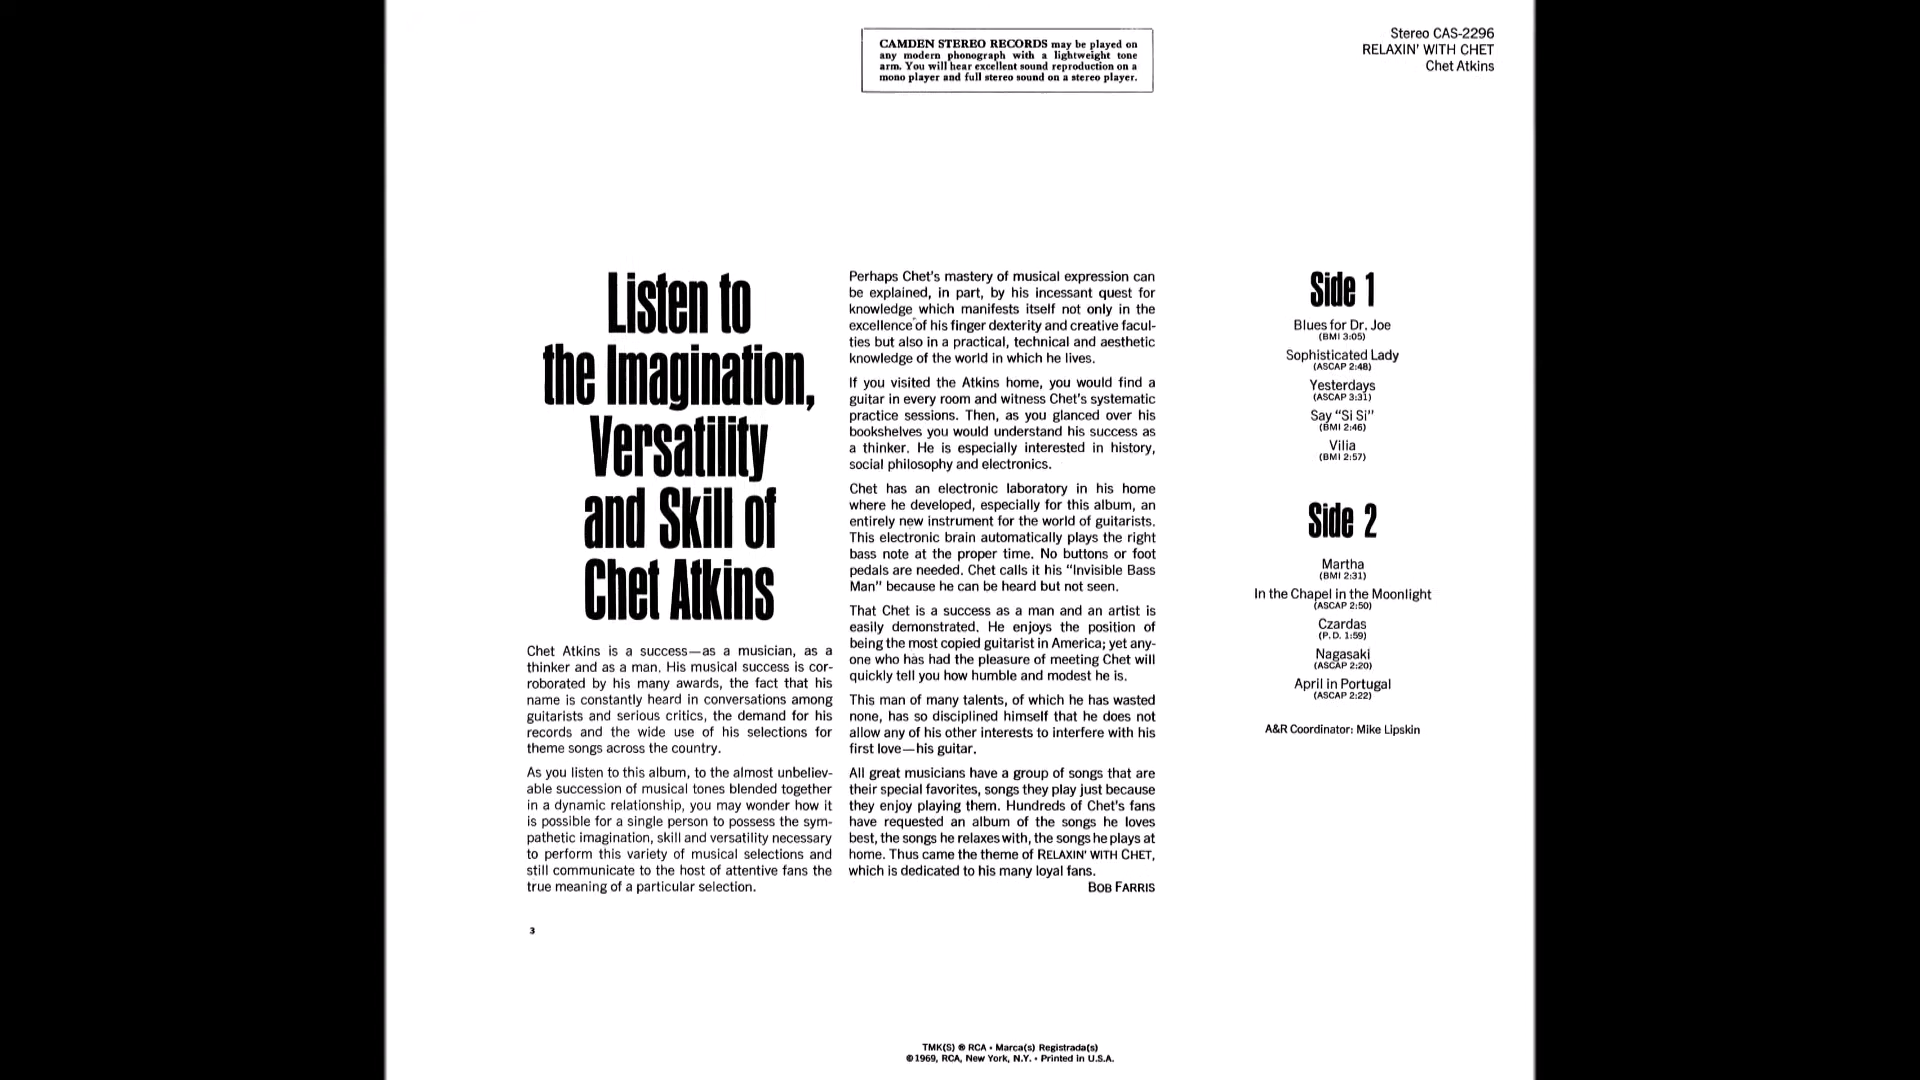 CAMDEN STEREO RECORDS may be played on
any modern phonograph with a lightweight tone
arm. You will hear excellent sound reproduction on a
mono player and full stereo sound on a stereo player.
Stereo CAS-2296
RELAXIN' WITH CHET
Chet Atkins
Listen to
the Imagination,
Versatility
and Skill of
Chet Atkins
Chet Atkins is a success—as a musician, as a
thinker and as a man. His musical success is cor-
roborated by his many awards, the fact that his
name is constantly heard in conversations among
guitarists and serious critics, the demand for his
records and the wide use of his selections for
theme songs across the country.
As you listen to this album, to the almost unbeliev-
able succession of musical tones blended together
in a dynamic relationship, you may wonder how it
is possible for a single person to possess the sym-
pathetic imagination, skill and versatility necessary
to perform this variety of musical selections and
still communicate to the host of attentive fans the
true meaning of a particular selection.
3
Perhaps Chet's mastery of musical expression can
be explained, in part, by his incessant quest for
knowledge which manifests itself not only in the
excellence of his finger dexterity and creative facul-
ties but also in a practical, technical and aesthetic
knowledge of the world in which he lives.
If you visited the Atkins home, you would find a
guitar in every room and witness Chet's systematic
practice sessions. Then, as you glanced over his
bookshelves you would understand his success as
a thinker. He is especially interested in history,
social philosophy and electronics.
Chet has an electronic laboratory in his home
where he developed, especially for this album, an
entirely new instrument for the world of guitarists.
This electronic brain automatically plays the right
bass note at the proper time. No buttons or foot
pedals are needed. Chet calls it his "Invisible Bass
Man" because he can be heard but not seen.
That Chet is a success as a man and an artist is
easily demonstrated. He enjoys the position of
being the most copied guitarist in America; yet any-
one who has had the pleasure of meeting Chet will
quickly tell you how humble and modest he is.
This man of many talents, of which he has wasted
none, has so disciplined himself that he does not
allow any of his other interests to interfere with his
first love—his guitar.
All great musicians have a group of songs that are
their special favorites, songs they play just because
they enjoy playing them. Hundreds of Chet's fans
have requested an album of the songs he loves
best, the songs he relaxes with, the songs he plays at
home. Thus came the theme of RELAXIN' WITH CHET,
which is dedicated to his many loyal fans.
BOB FARRIS
Side 1
Blues for Dr. Joe
(BMI 3:05)
Sophisticated Lady
(ASCAP 2:48)
Yesterdays
(ASCAP 3:31)
Say "Si Si"
(BMI 2:46)
Vilia
(BMI 2:57)
Side 2
Martha
(BMI 2:31)
In the Chapel in the Moonlight
(ASCAP 2:50)
Czardas
(P.D. 1:59)
Nagasaki
(ASCAP 2:20)
April in Portugal
(ASCAP 2:22)
A&R Coordinator: Mike Lipskin
TMK(S) ® RCA • Marca(s) Registrada(s)
©1969, RCA, New York, N.Y. • Printed in U.S.A.